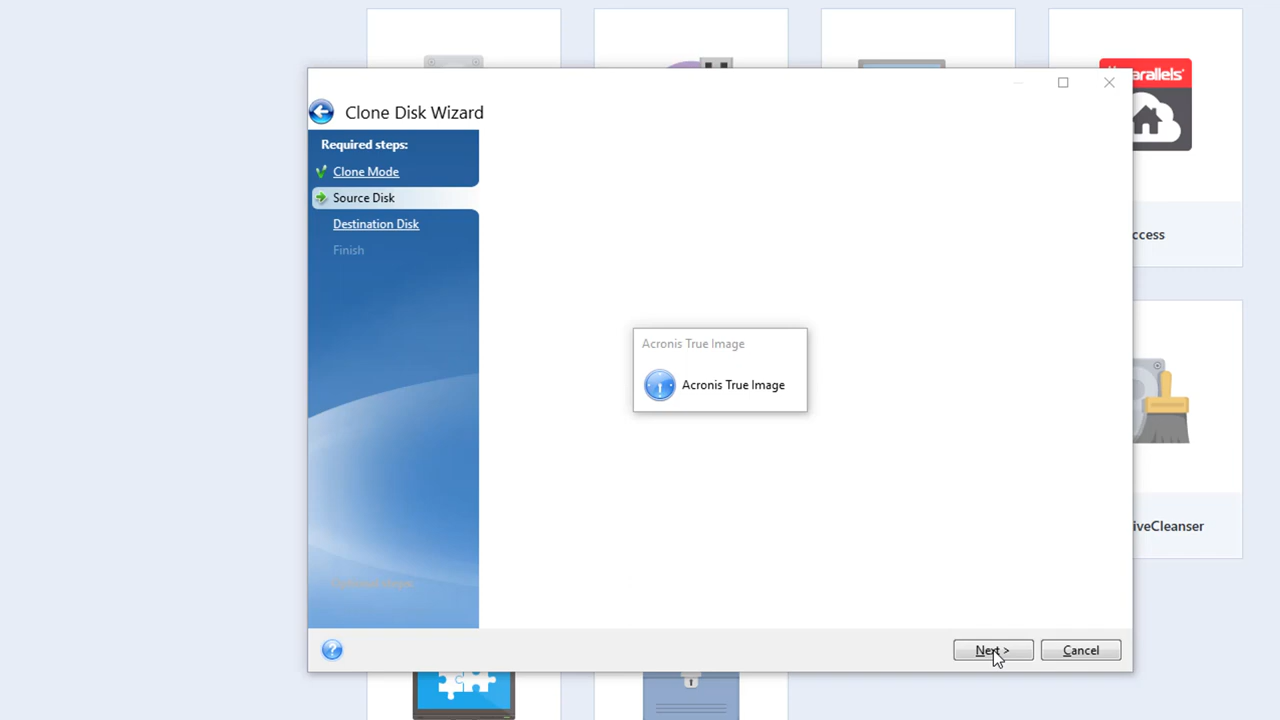 Parallels®
Clone Disk Wizard
Required steps:
Clone Mode
Source Disk
Destination Disk
Finish
ccess
Acronis True Image
Acronis True Image
iveCleanser
Next >
Cancel